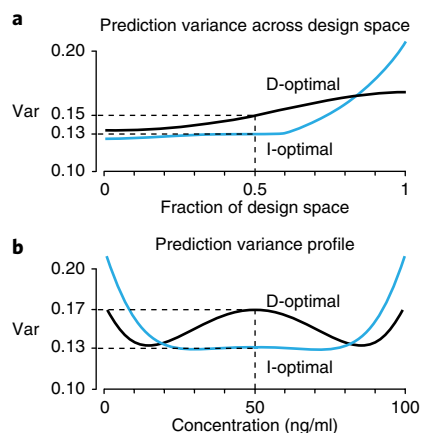 a
Prediction variance across design space
0.20
D-optimal
Var 0.15
0.13
I-optimal
0.10
0 0.5 1
Fraction of design space
b
Prediction variance profile
0.20
D-optimal
0.17
Var
0.13
I-optimal
0.10
0 50 100
Concentration (ng/ml)